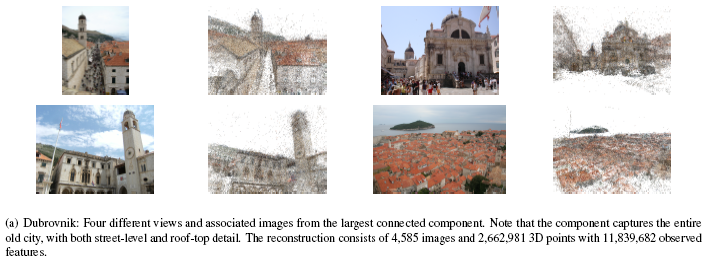 (a) Dubrovnik: Four different views and associated images from the largest connected component. Note that the component captures the entire
old city, with both street-level and roof-top detail. The reconstruction consists of 4,585 images and 2,662,981 3D points with 11,839,682 observed
features.